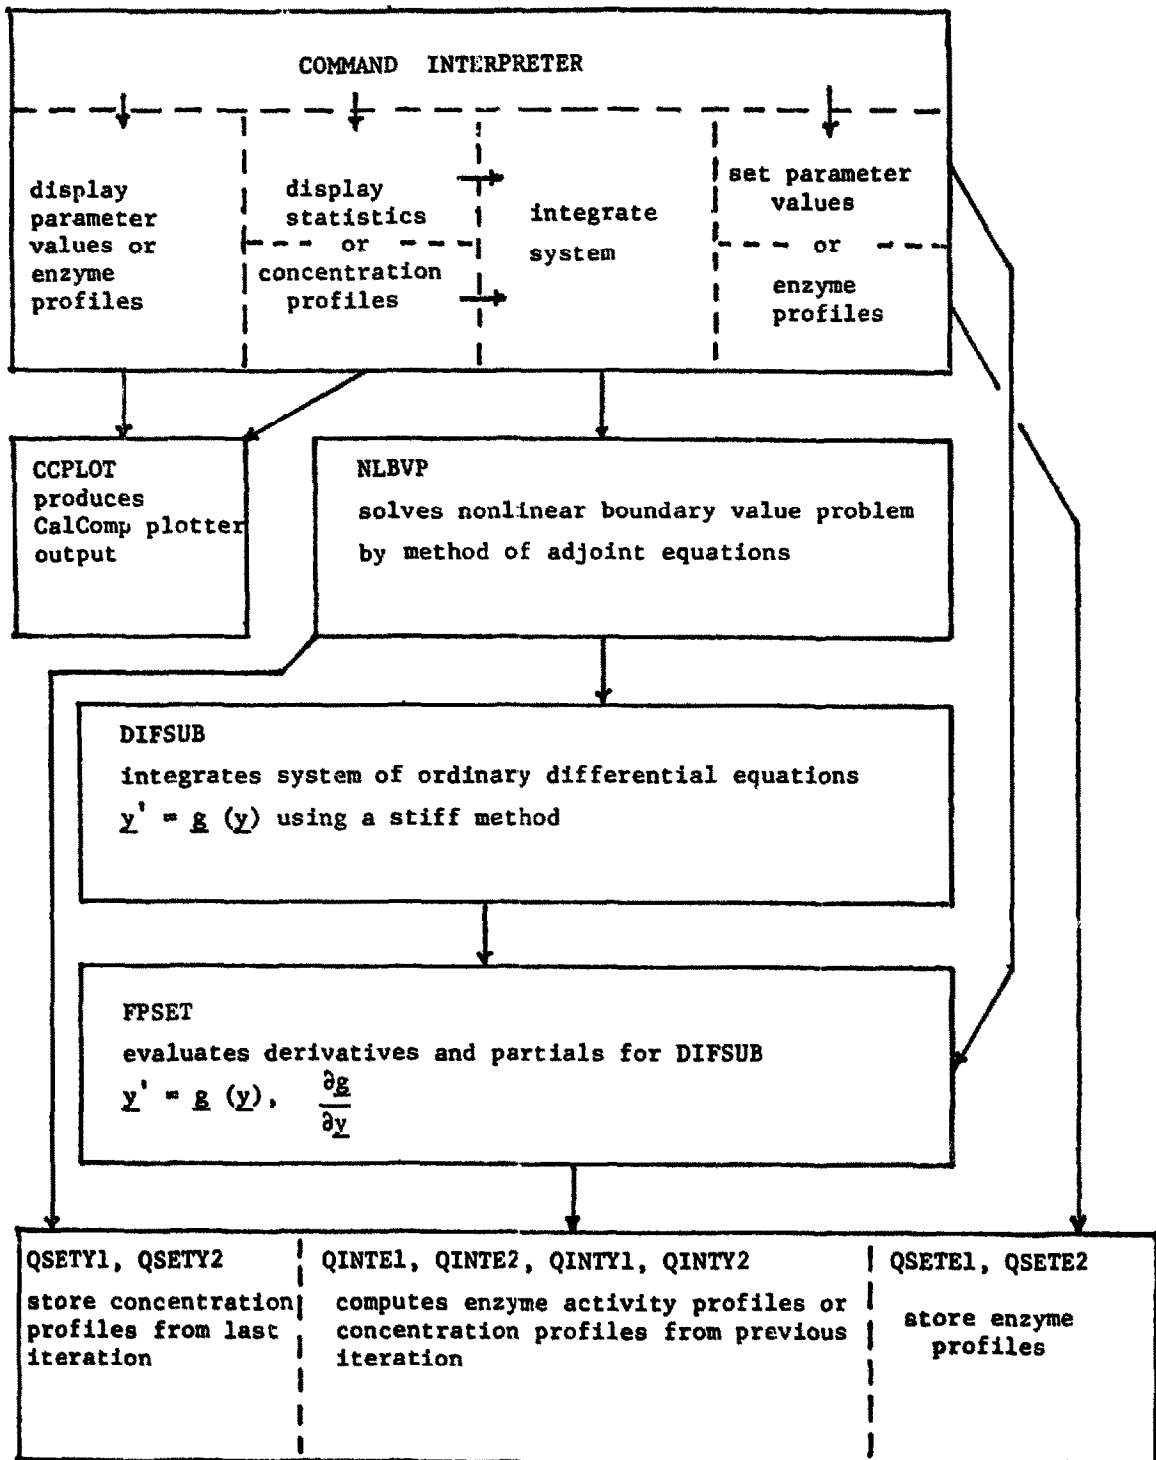 COMMAND INTERPRETER
display
parameter
values or
enzyme
profiles
display
statistics
or
concentration
profiles
integrate
system
set parameter
values
or
enzyme
profiles
CCPLOT
produces
CalComp plotter
output
NLBVP
solves nonlinear boundary value problem
by method of adjoint equations
DIFSUB
integrates system of ordinary differential equations
y' = g (y) using a stiff method
FPSET
evaluates derivatives and partials for DIFSUB
y' = g (y), ∂g
∂y
QSETY1, QSETY2
store concentration
profiles from last
iteration
QINTE1, QINTE2, QINTY1, QINTY2
computes enzyme activity profiles or
concentration profiles from previous
iteration
QSETE1, QSETE2
store enzyme
profiles